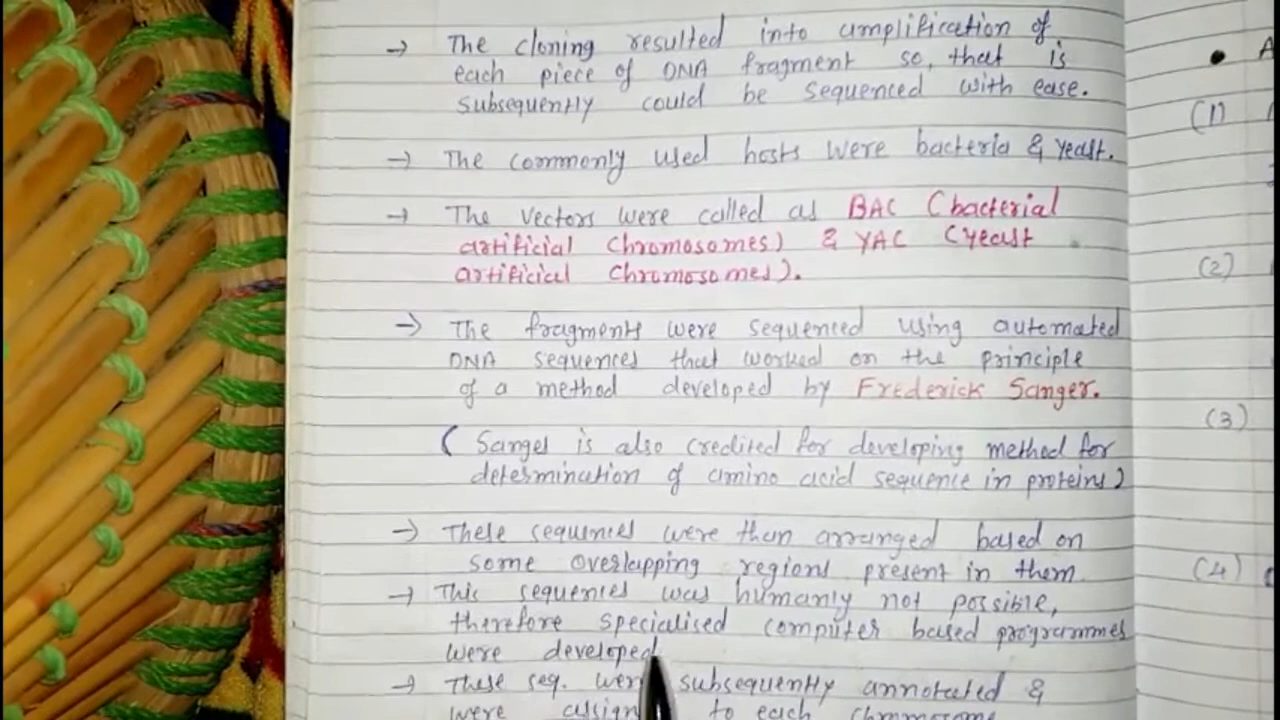 → The cloning resulted into amplification of
each piece of DNA fragment so, that is
subsequently could be sequenced with ease.
→ The commonly used hosts were bacteria & yeast.
→ The vectors were called as BAC (bacterial
artificial chromosomes) & YAC (yeast
artificial chromosomes).
→ The fragments were sequenced using automated
DNA sequences that worked on the principle
of a method developed by Frederick Sanger.
( Sanger is also credited for developing method for
determination of amino acid sequence in proteins)
→ These sequences were than arranged based on
some overlapping regions present in them
→ This sequences was humanly not possible,
therefore specialised computer based programmes
were developed
→ These seq. were subsequently annotated &
were assign to each chromosome
• A
(1)
(2)
(3)
(4)